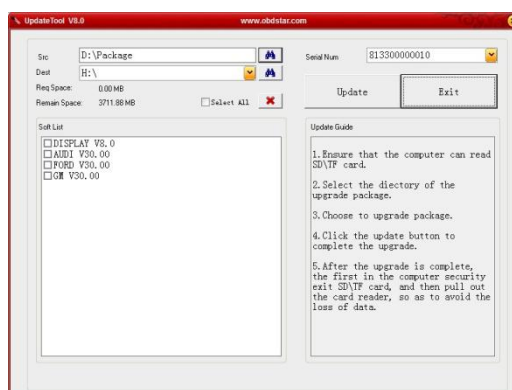 UpdateTool V8.0 www.obdstar.com
Src D:\Package
Dest H:\
Req Space: 0.00 MB
Remain Space: 3711.88 MB Select All
Serial Num 813300000010
Update Exit
Soft List
DISPLAY V8.0
AUDI V30.00
FORD V30.00
GM V30.00
Update Guide
1.Ensure that the computer can read
SD\TF card.
2.Select the diectory of the
upgrade package.
3.Choose to upgrade package.
4.Click the update button to
complete the upgrade.
5.After the upgrade is complete,
the first in the computer security
exit SD\TF card, and then pull out
the card reader, so as to avoid the
loss of data.